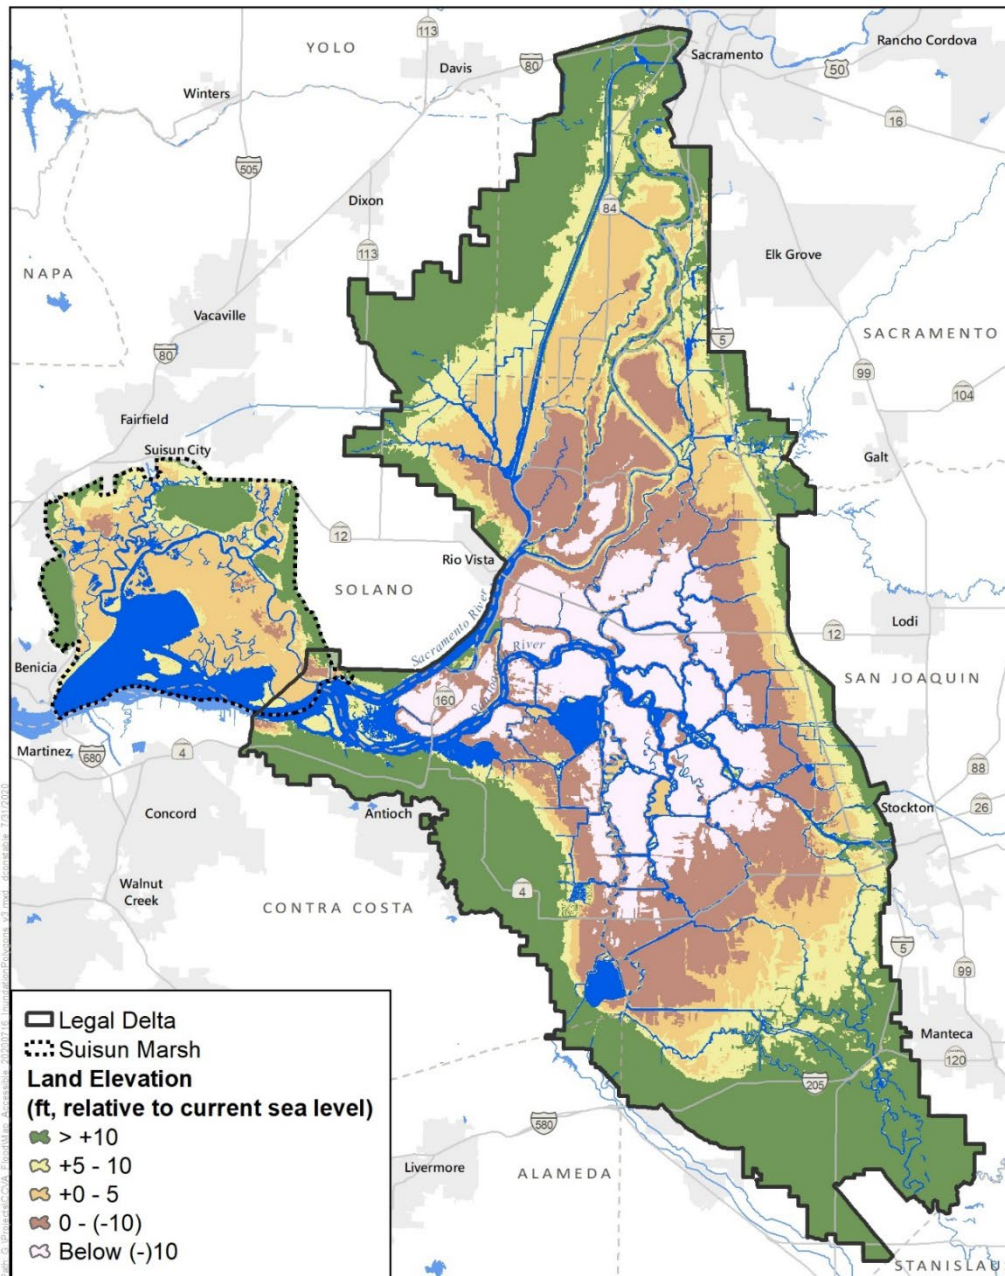 YOLO
113
Sacramento
Rancho Cordova
Davis
80
50
Winters
16
505
Dixon
84
113
Elk Grove
NAPA
Vacaville
SACRAMENTO
5
80
99
104
Fairfield
Suisun City
Galt
12
Rio Vista
SOLANO
Sacramento River
River
12
Lodi
Benicia
160
SAN JOAQUIN
Martinez
680
4
88
Concord
Antioch
Stockton
26
Walnut
Creek
4
CONTRA COSTA
5
99
Legal Delta
Suisun Marsh
Manteca
120
Land Elevation
(ft, relative to current sea level)
205
> +10
580
+5 - 10
Livermore
ALAMEDA
+0 - 5
0 - (-10)
Below (-)10
STANISLAU